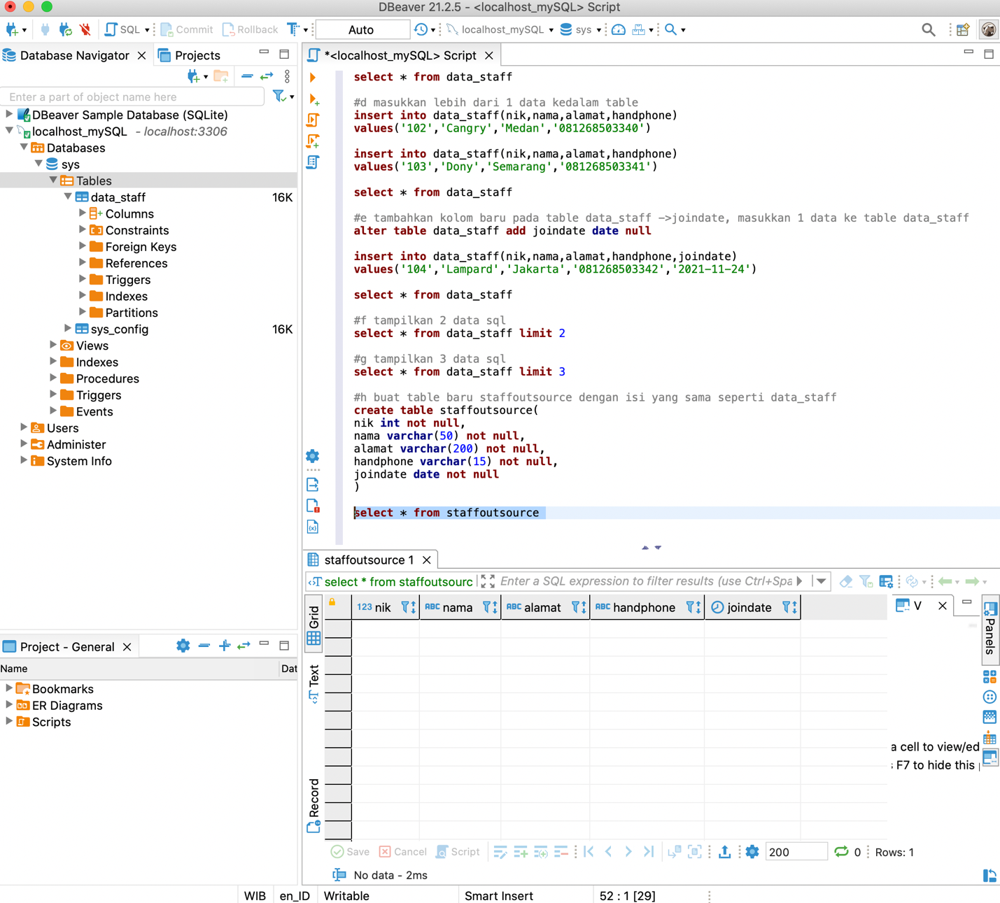 DBeaver 21.2.5 - <localhost_mySQL> Script
SQL
Commit
Rollback
Auto
localhost_mySQL
sys
Database Navigator
Projects
Enter a part of object name here
DBeaver Sample Database (SQLite)
localhost_mySQL - localhost:3306
Databases
sys
Tables
data_staff 16K
Columns
Constraints
Foreign Keys
References
Triggers
Indexes
Partitions
sys_config 16K
Views
Indexes
Procedures
Triggers
Events
Users
Administer
System Info
Project - General
Name Dat
Bookmarks
ER Diagrams
Scripts
*<localhost_mySQL> Script
select * from data_staff
#d masukkan lebih dari 1 data kedalam table
insert into data_staff(nik,nama,alamat,handphone)
values('102','Cangry','Medan','081268503340')
insert into data_staff(nik,nama,alamat,handphone)
values('103','Dony','Semarang','081268503341')
select * from data_staff
#e tambahkan kolom baru pada table data_staff ->joindate, masukkan 1 data ke table data_staff
alter table data_staff add joindate date null
insert into data_staff(nik,nama,alamat,handphone,joindate)
values('104','Lampard','Jakarta','081268503342','2021-11-24')
select * from data_staff
#f tampilkan 2 data sql
select * from data_staff limit 2
#g tampilkan 3 data sql
select * from data_staff limit 3
#h buat table baru staffoutsource dengan isi yang sama seperti data_staff
create table staffoutsource(
nik int not null,
nama varchar(50) not null,
alamat varchar(200) not null,
handphone varchar(15) not null,
joindate date not null
)
select * from staffoutsource
staffoutsource 1
select * from staffoutsourc
Enter a SQL expression to filter results (use Ctrl+Spa
Grid
Text
Record
123 nik
ABC nama
ABC alamat
ABC handphone
joindate
V
Panels
a cell to view/ed
F7 to hide this
Save
Cancel
Script
200
0
Rows: 1
No data - 2ms
WIB
en_ID
Writable
Smart Insert
52 : 1 [29]